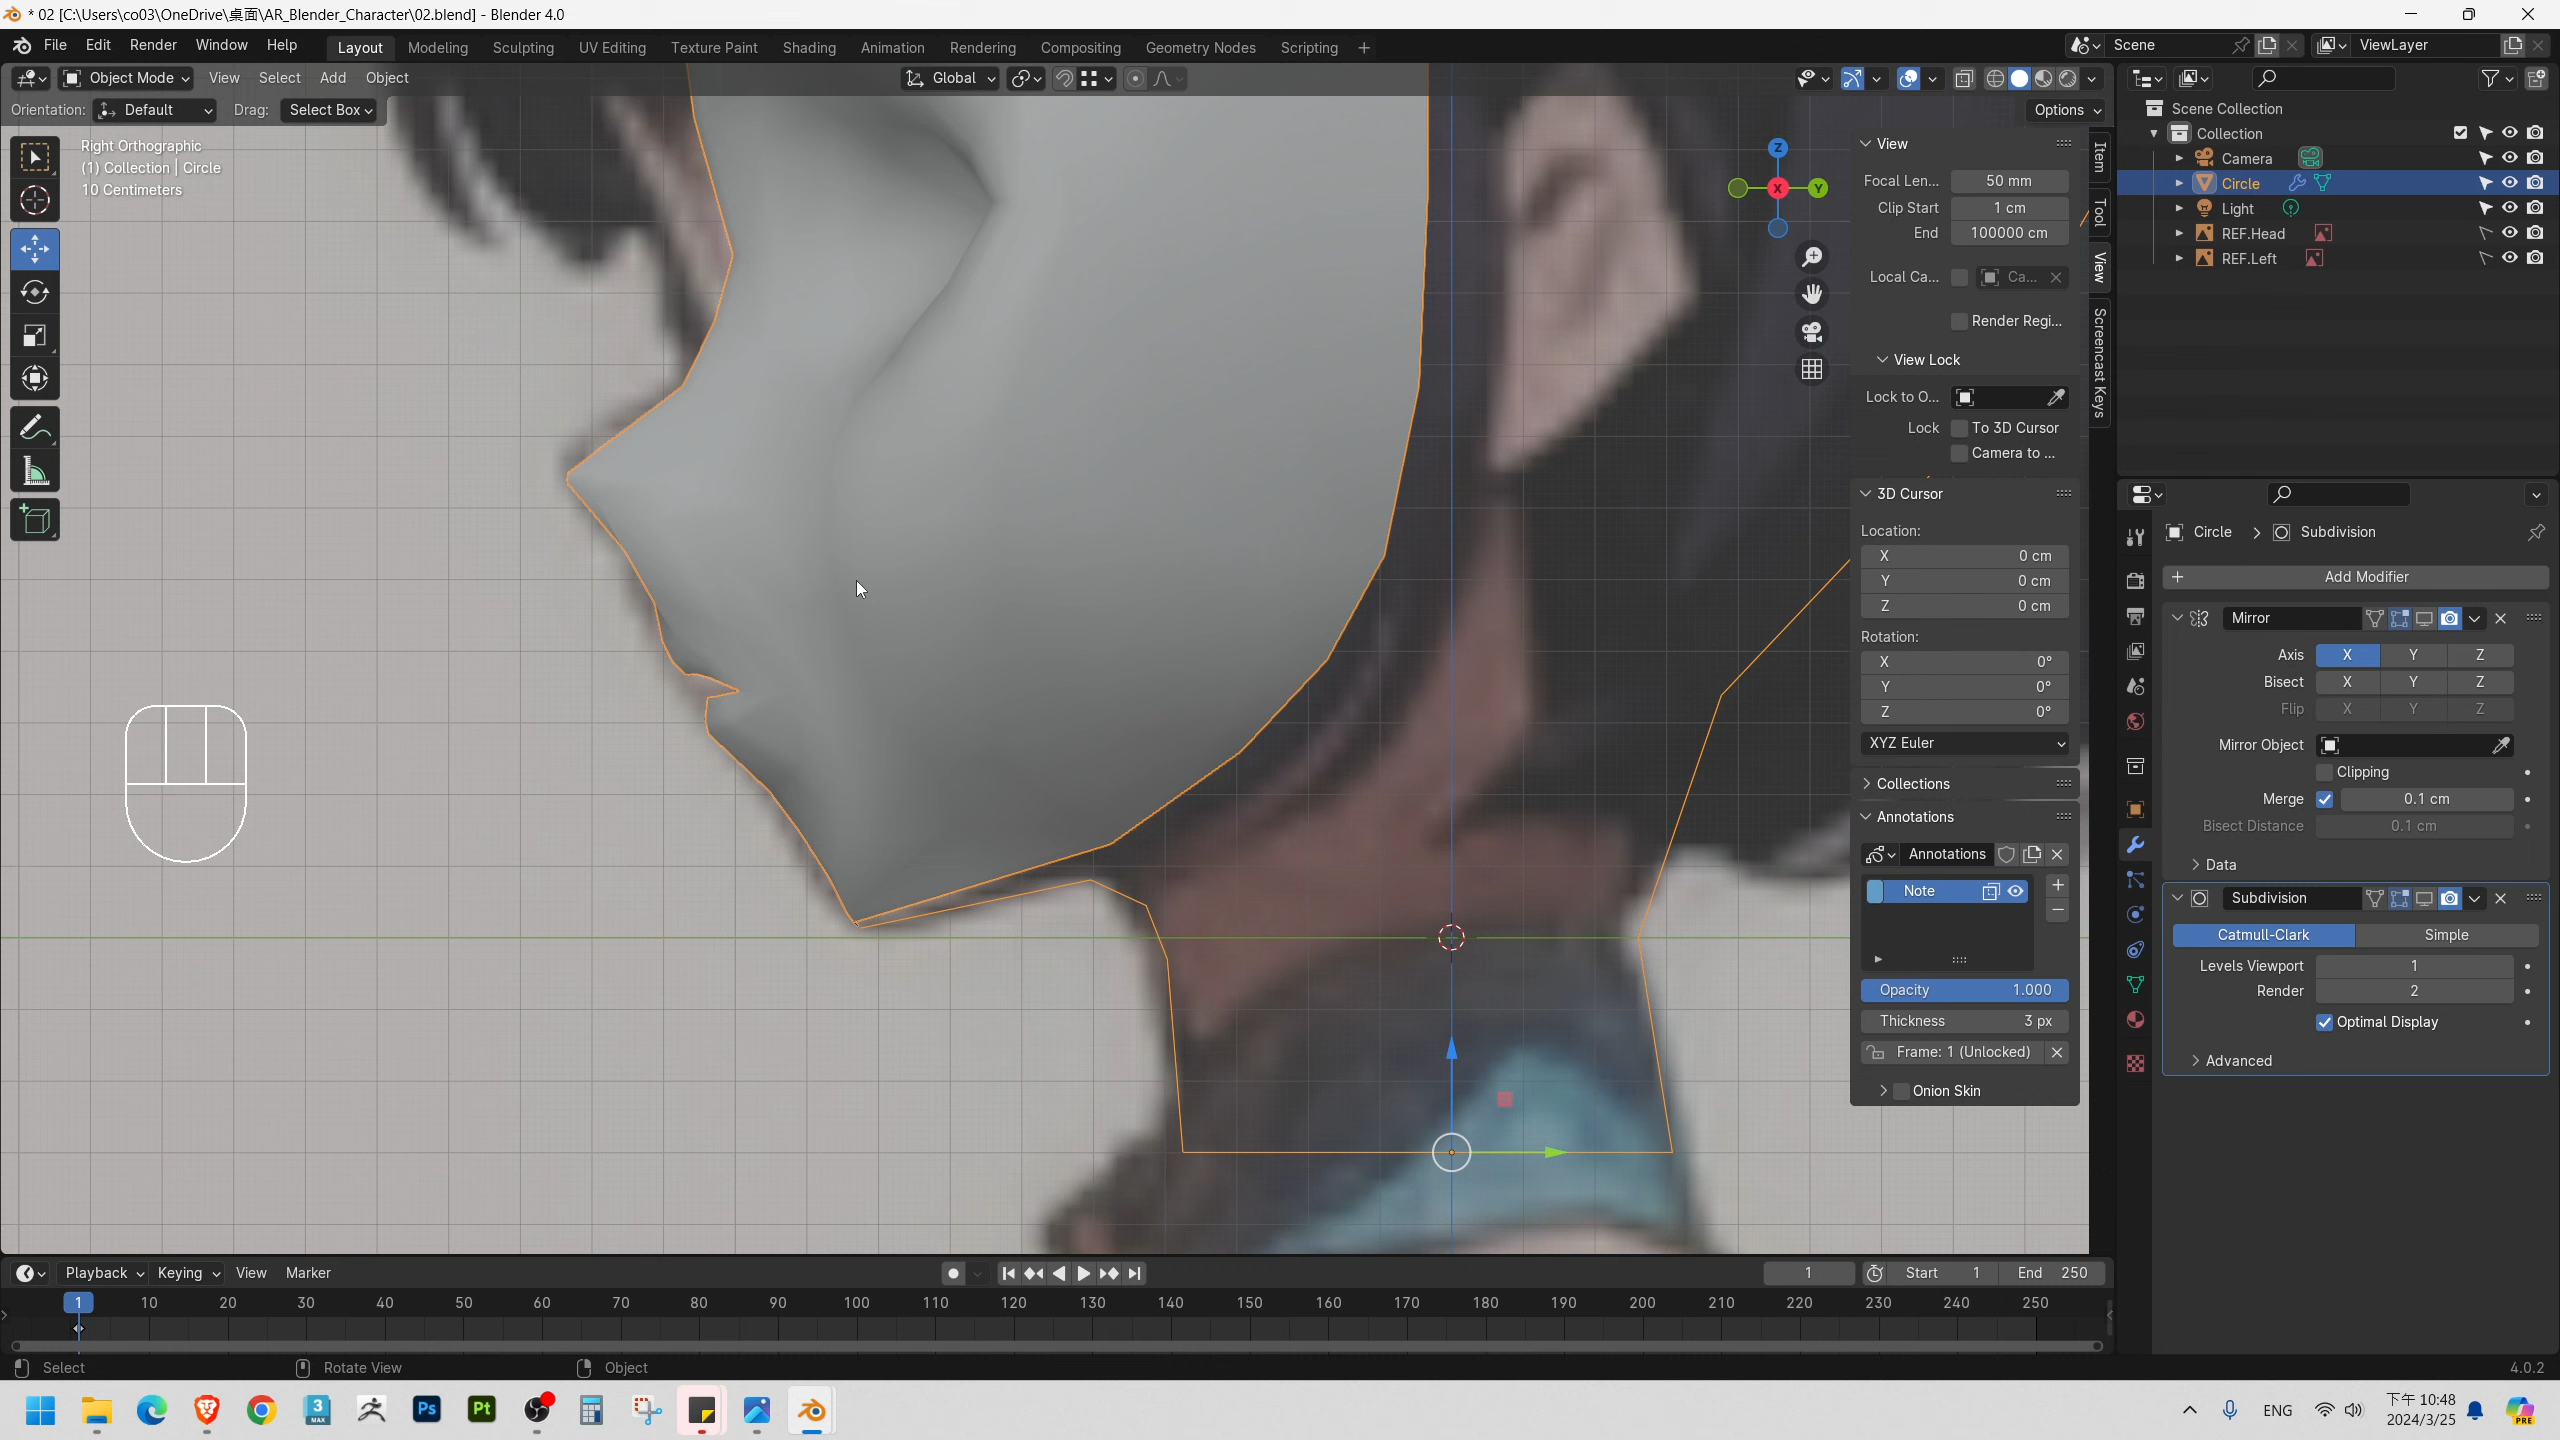 * 02 [C:\Users\co03\OneDrive\桌面\AR_Blender_Character\02.blend] - Blender 4.0
File Edit Render Window Help Layout Modeling Sculpting UV Editing Texture Paint Shading Animation Rendering Compositing Geometry Nodes Scripting + Scene ViewLayer
Object Mode View Select Add Object Global
Orientation: Default Drag: Select Box Options
Right Orthographic
(1) Collection | Circle
10 Centimeters
Z
X
Y
View
Focal Len... 50 mm
Clip Start 1 cm
End 100000 cm
Local Ca... Ca...
Render Regi...
View Lock
Lock to O...
Lock To 3D Cursor
Camera to ...
3D Cursor
Location:
X 0 cm
Y 0 cm
Z 0 cm
Rotation:
X 0°
Y 0°
Z 0°
XYZ Euler
Collections
Annotations
Annotations
Note
Opacity 1.000
Thickness 3 px
Frame: 1 (Unlocked)
Onion Skin
Item
Tool
View
Screencast Keys
Scene Collection
Collection
Camera
Circle
Light
REF.Head
REF.Left
Circle > Subdivision
+ Add Modifier
Mirror
Axis X Y Z
Bisect X Y Z
Flip X Y Z
Mirror Object
Clipping
Merge 0.1 cm
Bisect Distance 0.1 cm
Data
Subdivision
Catmull-Clark Simple
Levels Viewport 1
Render 2
Optimal Display
Advanced
Playback Keying View Marker 1 Start 1 End 250
1 10 20 30 40 50 60 70 80 90 100 110 120 130 140 150 160 170 180 190 200 210 220 230 240 250
Select Rotate View Object 4.0.2
3 MAX Ps Pt ENG 下午 10:48
2024/3/25
PRE